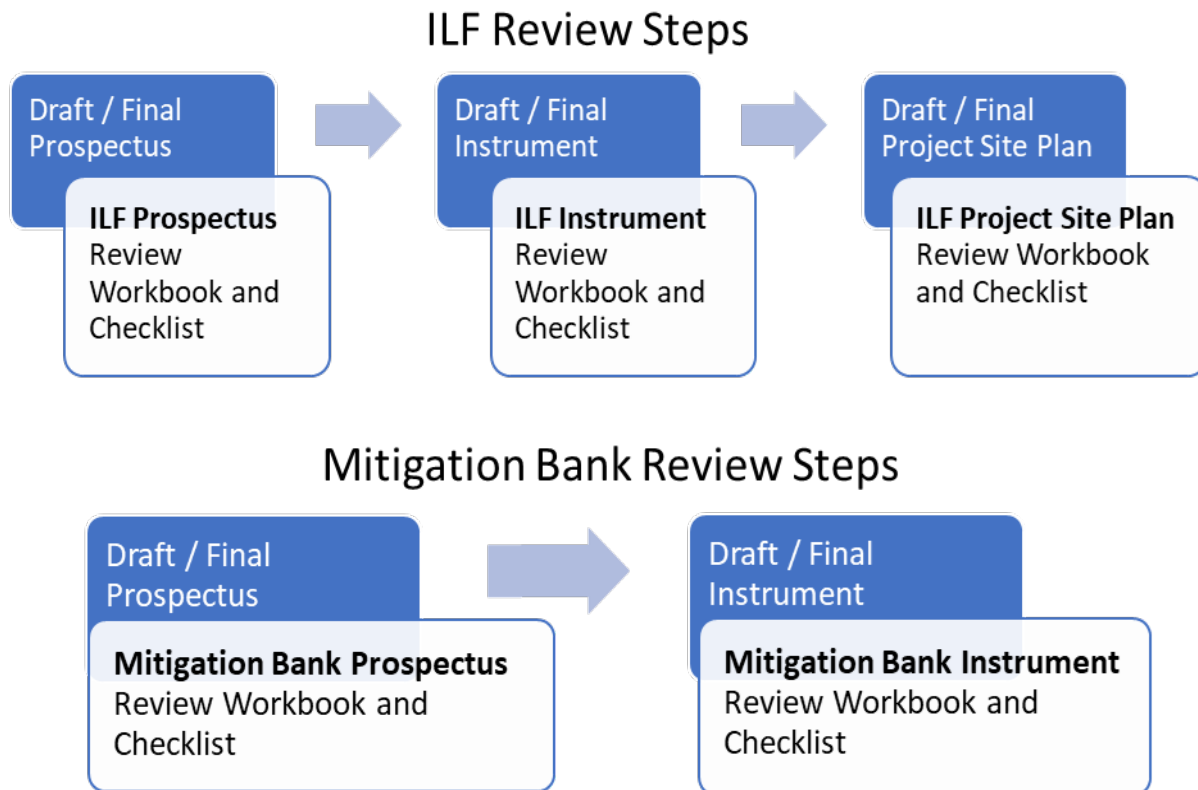 ILF Review Steps
Draft / Final
Prospectus
ILF Prospectus
Review
Workbook and
Checklist
Draft / Final
Instrument
ILF Instrument
Review
Workbook and
Checklist
Draft / Final
Project Site Plan
ILF Project Site Plan
Review Workbook
and Checklist
Mitigation Bank Review Steps
Draft / Final
Prospectus
Mitigation Bank Prospectus
Review Workbook and
Checklist
Draft / Final
Instrument
Mitigation Bank Instrument
Review Workbook and
Checklist